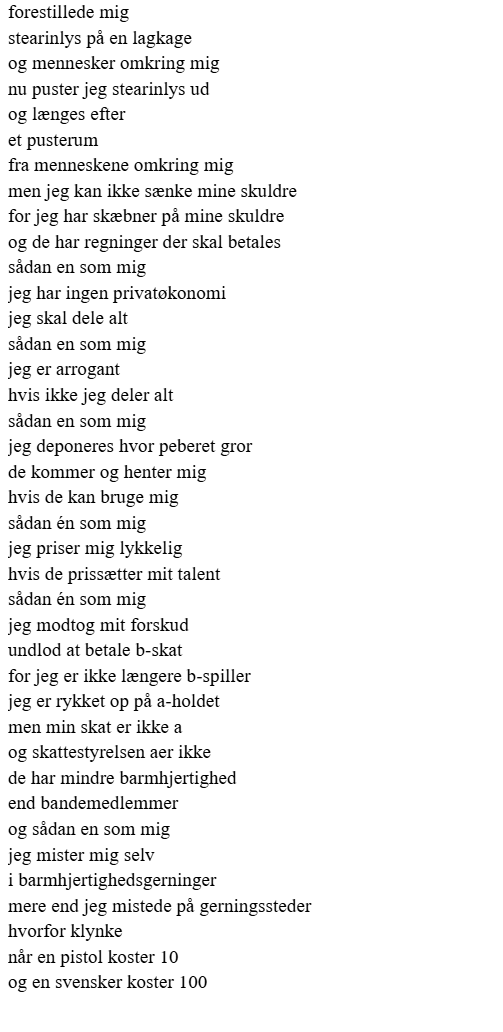 forestillede mig
stearinlys på en lagkage
og mennesker omkring mig
nu puster jeg stearinlys ud
og længes efter
et pusterum
fra menneskene omkring mig
men jeg kan ikke sænke mine skuldre
for jeg har skæbner på mine skuldre
og de har regninger der skal betales
sådan en som mig
jeg har ingen privatøkonomi
jeg skal dele alt
sådan en som mig
jeg er arrogant
hvis ikke jeg deler alt
sådan en som mig
jeg deponeres hvor peberet gror
de kommer og henter mig
hvis de kan bruge mig
sådan én som mig
jeg priser mig lykkelig
hvis de prissætter mit talent
sådan én som mig
jeg modtog mit forskud
undlod at betale b-skat
for jeg er ikke længere b-spiller
jeg er rykket op på a-holdet
men min skat er ikke a
og skattestyrelsen aer ikke
de har mindre barmhjertighed
end bandemedlemmer
og sådan en som mig
jeg mister mig selv
i barmhjertighedsgerninger
mere end jeg mistede på gerningssteder
hvorfor klynke
når en pistol koster 10
og en svensker koster 100